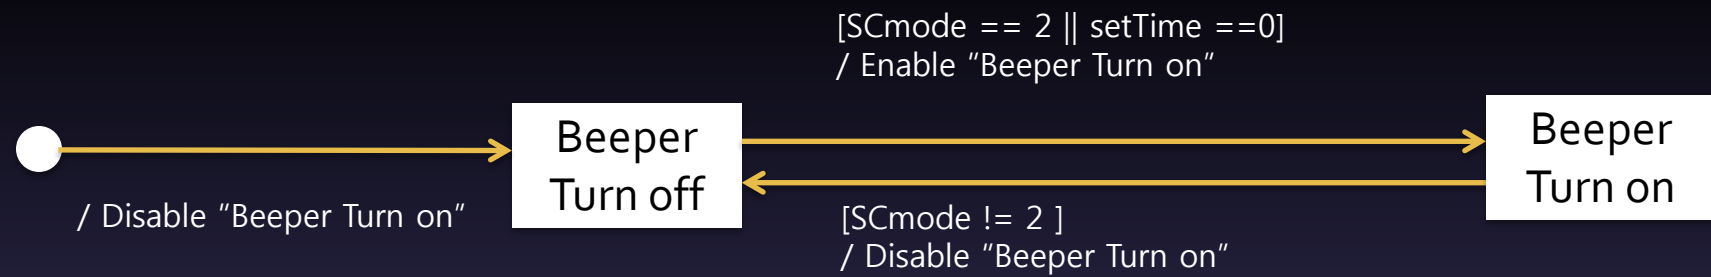 [SCmode == 2 || setTime ==0]
/ Enable “Beeper Turn on”
Beeper
Turn off
Beeper
Turn on
/ Disable “Beeper Turn on”
[SCmode != 2 ]
/ Disable “Beeper Turn on”